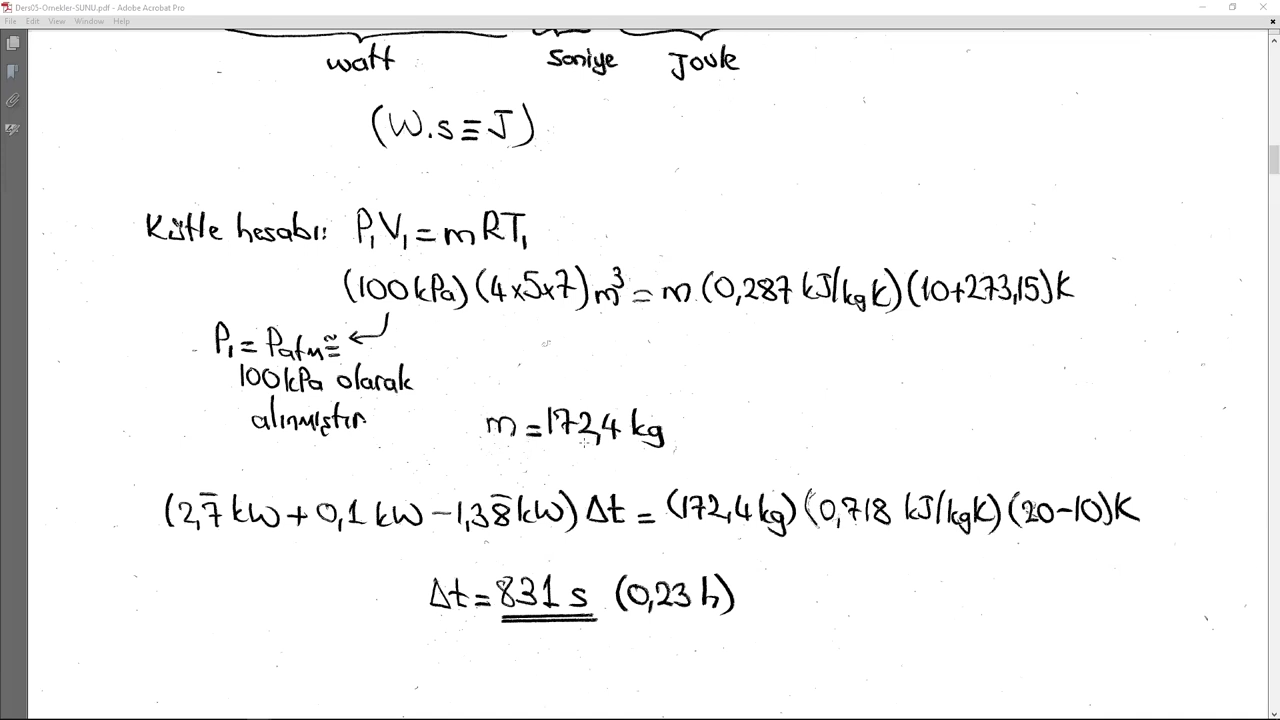 Ders05-Ornekler-SUNU.pdf - Adobe Acrobat Pro
File Edit View Window Help
watt saniye Joule
(W.s≡J)
Kütle hesabı: P₁V₁ = mRT₁
(100 kPa) (4x5x7) m³ = m (0,287 kJ/kgK) (10+273,15)K
P₁ = Patm ≅
100 kPa olarak
alınmıştır
m = 172,4 kg
(2,7̅ kW + 0,1 kW - 1,38̅ kW) Δt = (172,4 kg) (0,718 kJ/kgK) (20-10)K
Δt = 831 s (0,23 h)